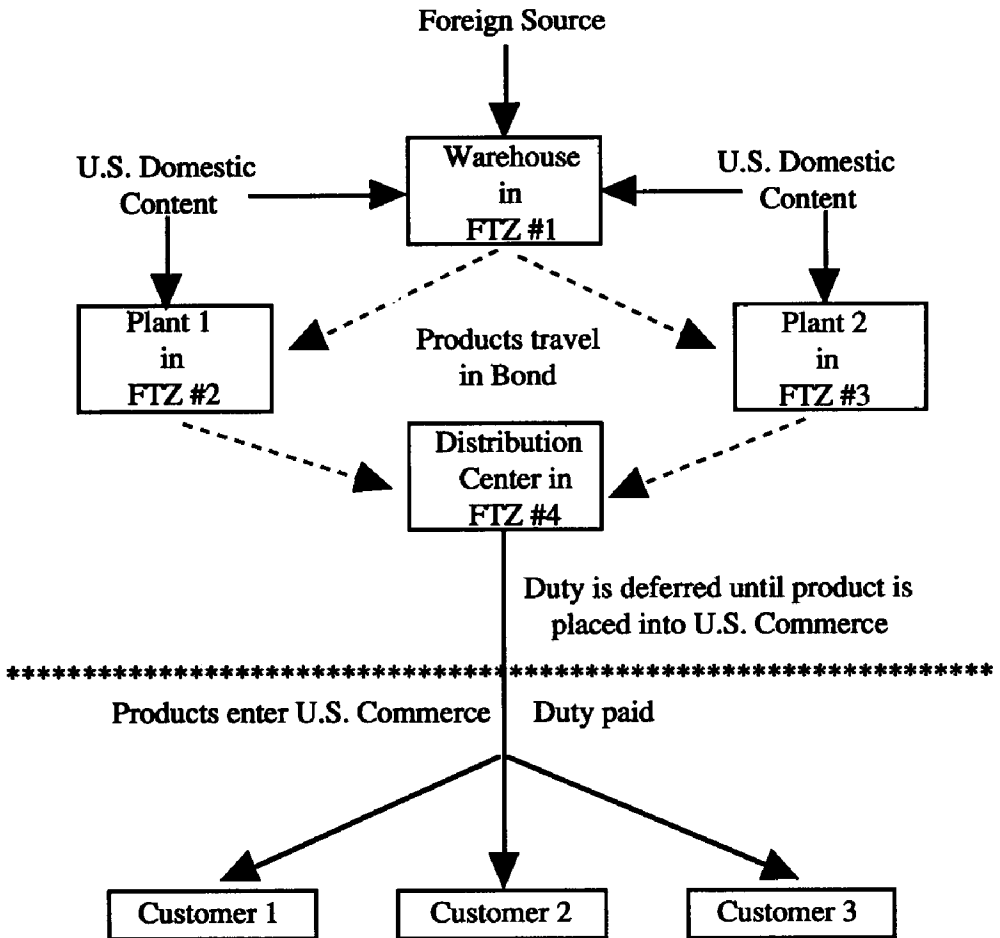 Foreign Source
U.S. Domestic
Content
Warehouse
in
FTZ #1
U.S. Domestic
Content
Plant 1
in
FTZ #2
Products travel
in Bond
Plant 2
in
FTZ #3
Distribution
Center in
FTZ #4
Duty is deferred until product is
placed into U.S. Commerce
Products enter U.S. Commerce
Duty paid
Customer 1
Customer 2
Customer 3